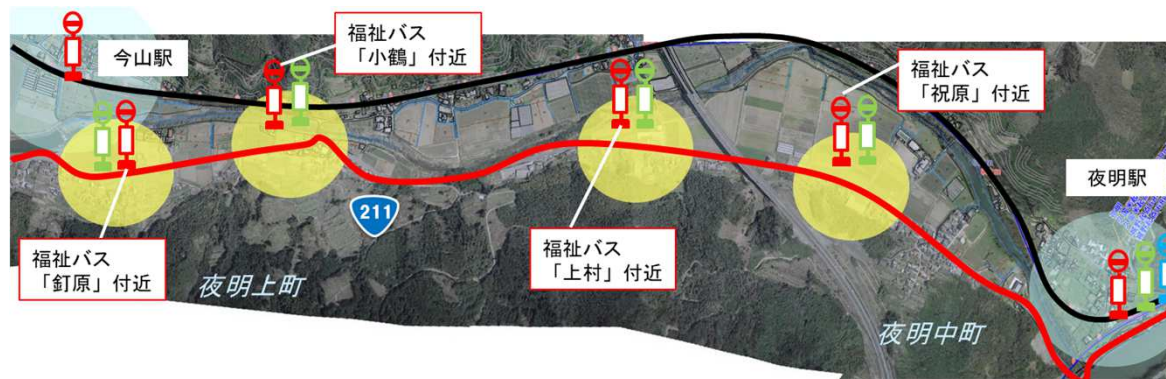 今山駅
福祉バス
「小鶴」付近
福祉バス
「祝原」付近
夜明駅
211
福祉バス
「釘原」付近
夜明上町
福祉バス
「上村」付近
夜明中町